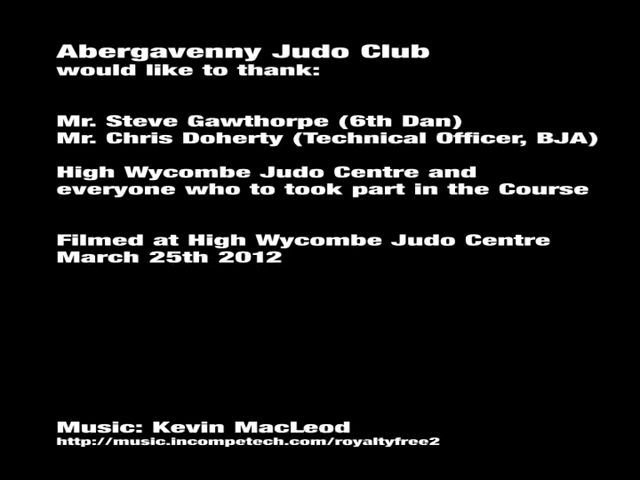 Abergavenny Judo Club
would like to thank:
Mr. Steve Gawthorpe (6th Dan)
Mr. Chris Doherty (Technical Officer, BJA)
High Wycombe Judo Centre and
everyone who to took part in the Course
Filmed at High Wycombe Judo Centre
March 25th 2012
Music: Kevin MacLeod
http://music.incompetech.com/royaltyfree2